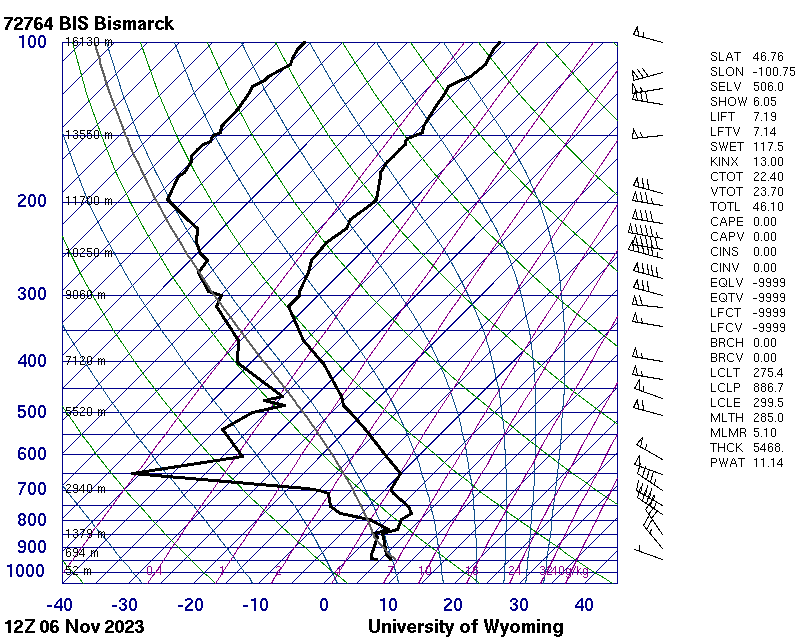 72764 BIS Bismarck
100 16130 m
13550 m
200 11700 m
10250 m
300 9060 m
400 7120 m
500 5520 m
600
700 2940 m
800
1379 m
900
694 m
1000 52 m 0.4 1 2 4 7 10 16 24 32 40g/kg
-40 -30 -20 -10 0 10 20 30 40
12Z 06 Nov 2023 University of Wyoming
SLAT 46.76
SLON -100.75
SELV 506.0
SHOW 6.05
LIFT 7.19
LFTV 7.14
SWET 117.5
KINX 13.00
CTOT 22.40
VTOT 23.70
TOTL 46.10
CAPE 0.00
CAPV 0.00
CINS 0.00
CINV 0.00
EQLV -9999
EQTV -9999
LFCT -9999
LFCV -9999
BRCH 0.00
BRCV 0.00
LCLT 275.4
LCLP 886.7
LCLE 299.5
MLTH 285.0
MLMR 5.10
THCK 5468.
PWAT 11.14